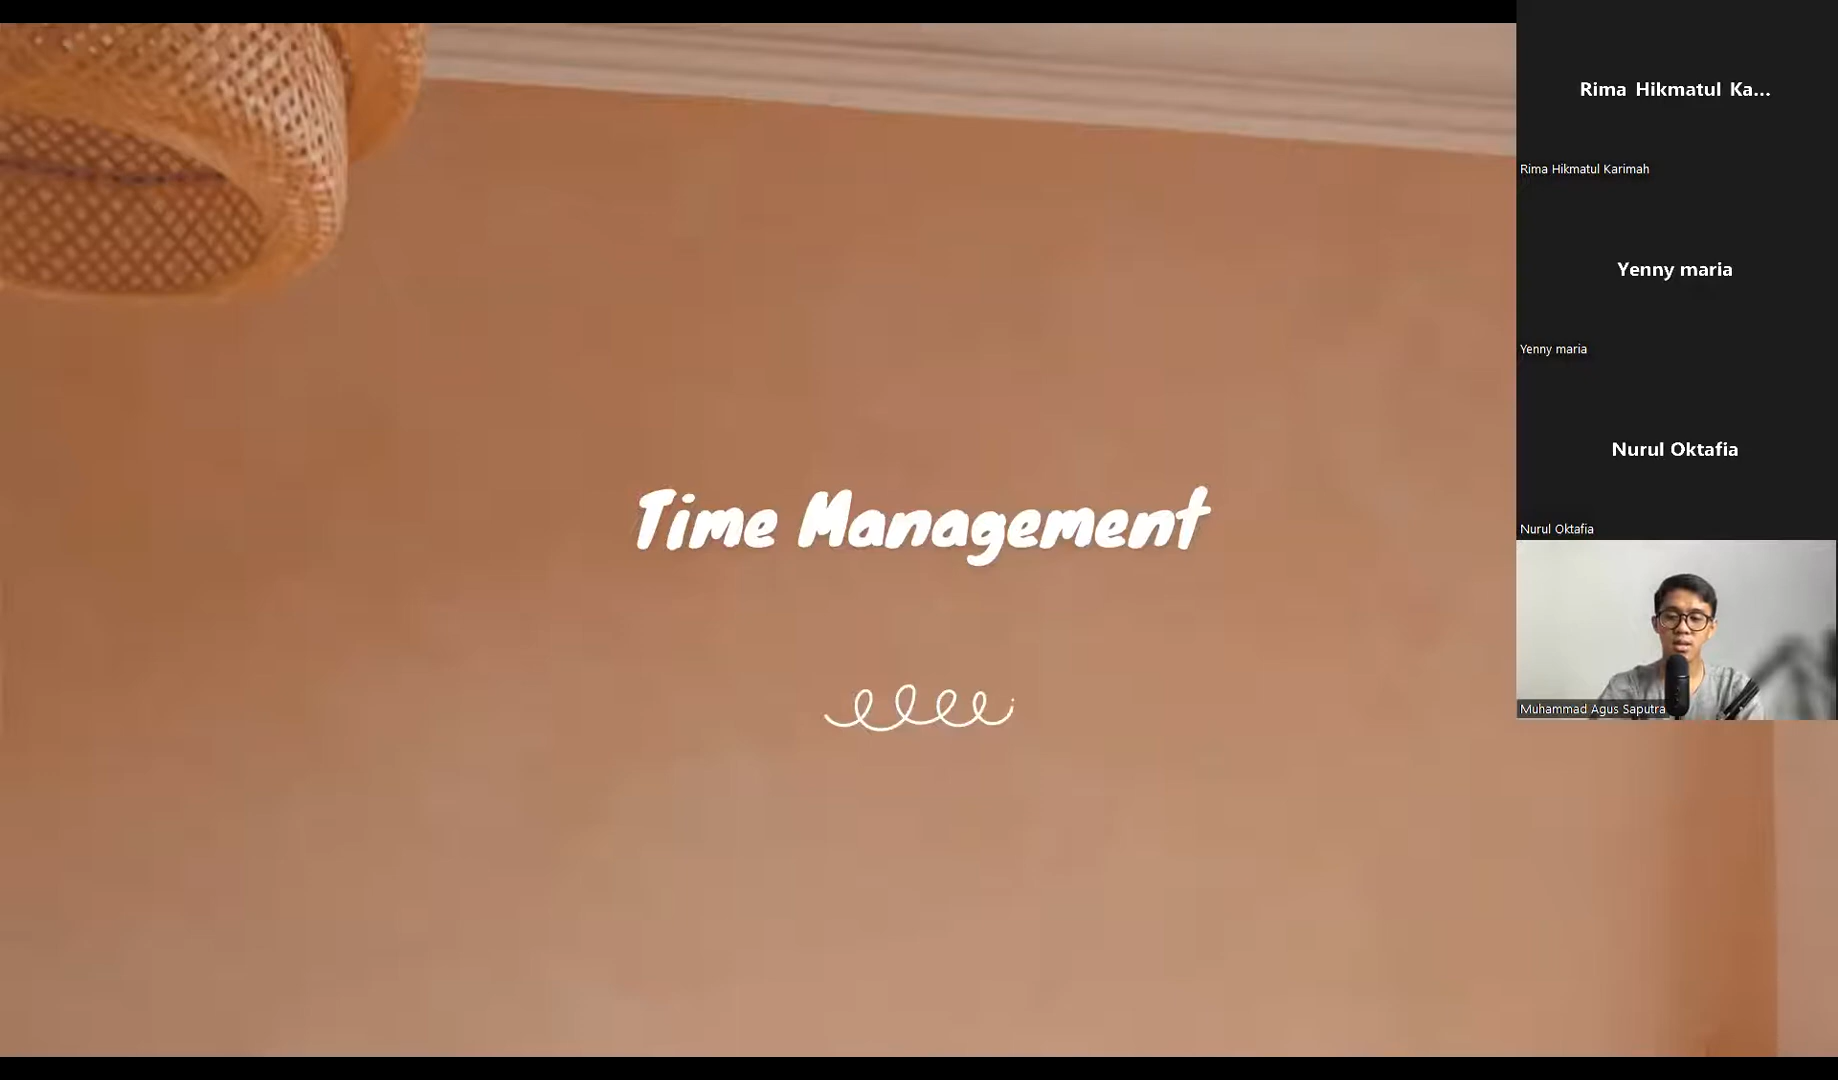 Time Management
Rima Hikmatul Ka...
Rima Hikmatul Karimah
Yenny maria
Yenny maria
Nurul Oktafia
Nurul Oktafia
Muhammad Agus Saputra